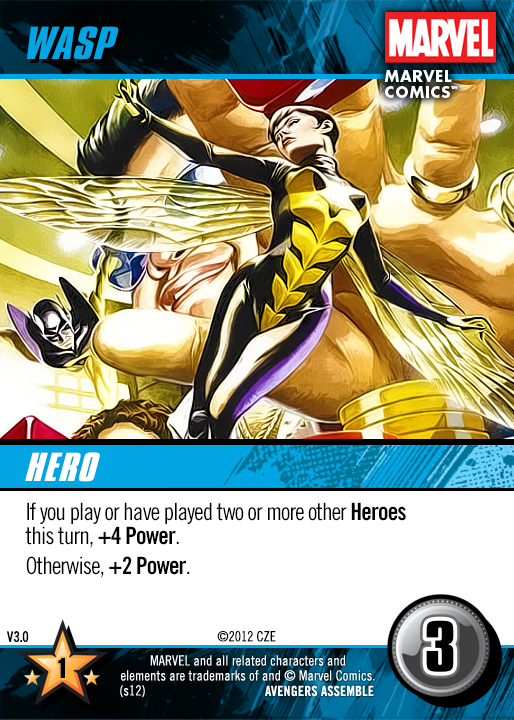 WASP
MARVEL
MARVEL
COMICS™
HERO
If you play or have played two or more other Heroes
this turn, +4 Power.
Otherwise, +2 Power.
V3.0
©2012 CZE
1
3
MARVEL and all related characters and
elements are trademarks of and © Marvel Comics.
(s12)
AVENGERS ASSEMBLE